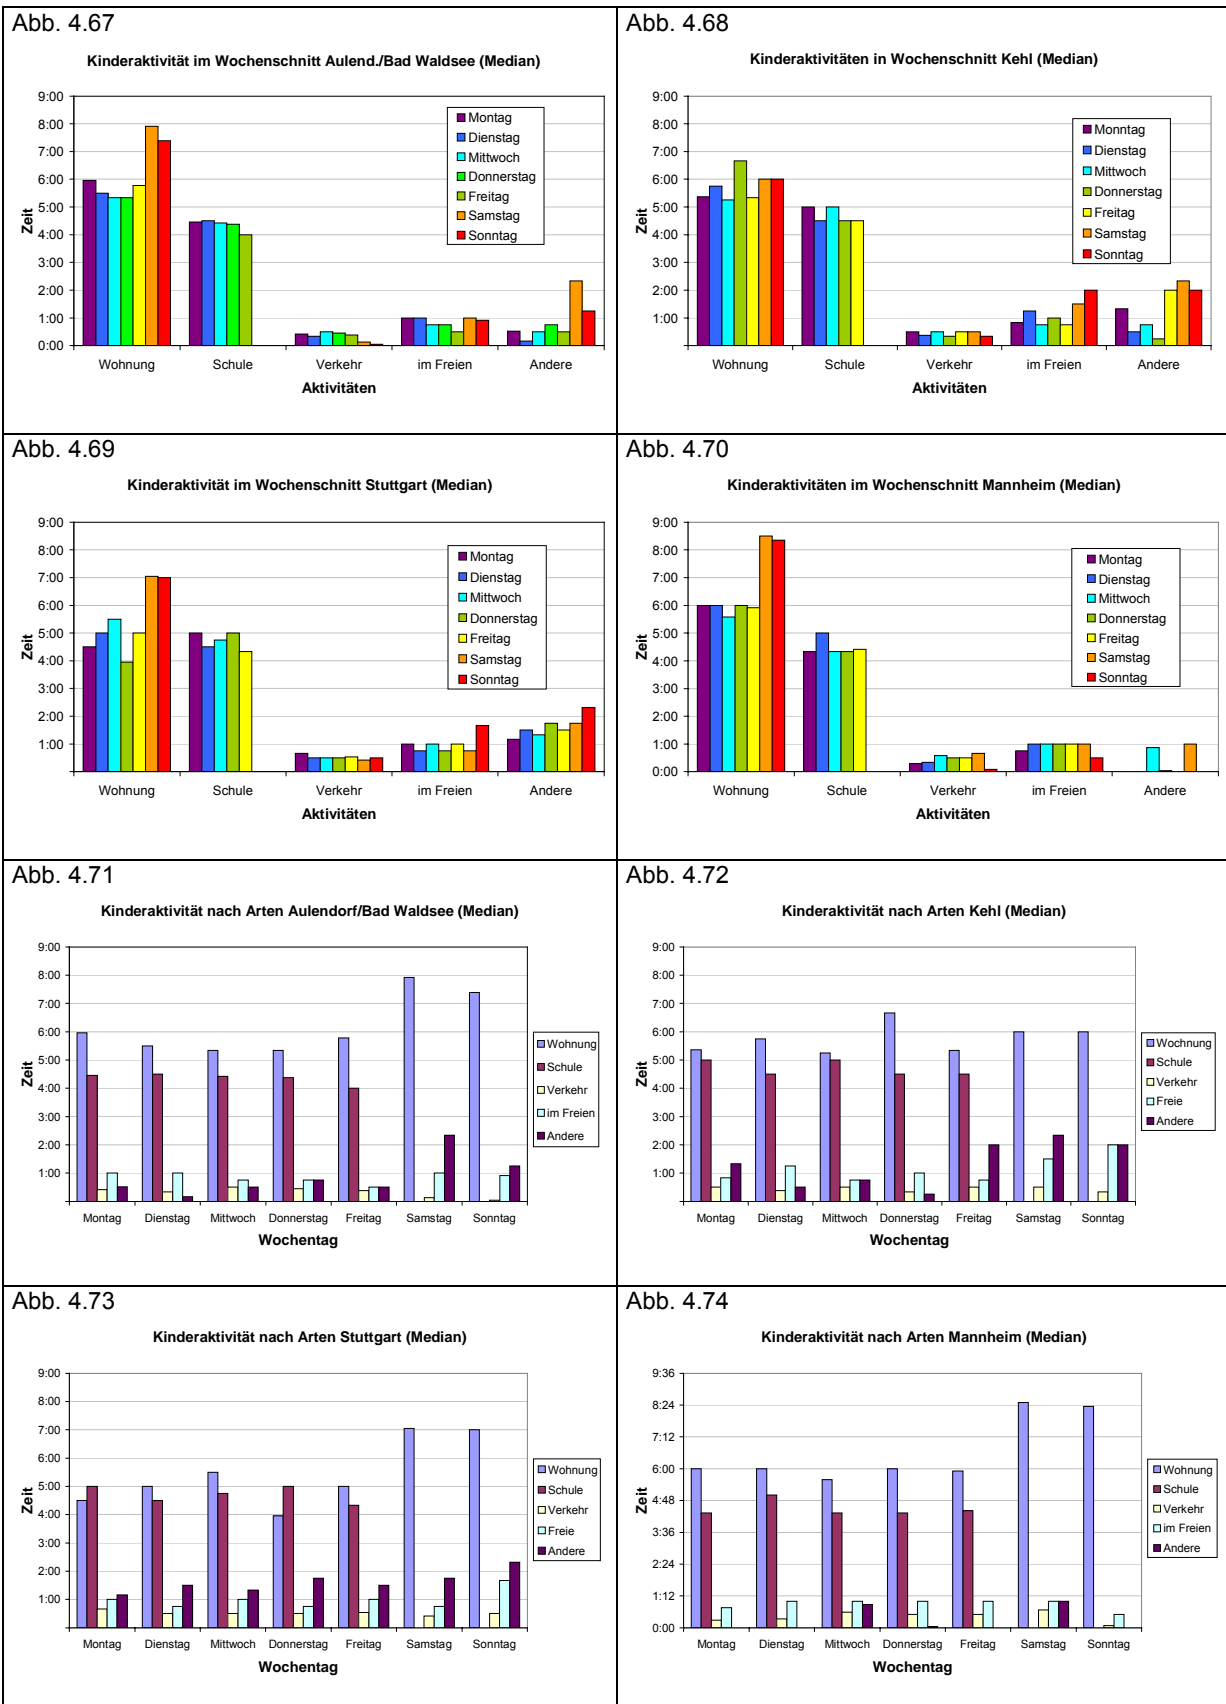 Abb. 4.67
Kinderaktivität im Wochenschnitt Aulend./Bad Waldsee (Median)
9:00
8:00
7:00
6:00
5:00
4:00
3:00
2:00
1:00
0:00
Zeit
Montag
Dienstag
Mittwoch
Donnerstag
Freitag
Samstag
Sonntag
Wohnung Schule Verkehr im Freien Andere
Aktivitäten
Abb. 4.68
Kinderaktivitäten in Wochenschnitt Kehl (Median)
9:00
8:00
7:00
6:00
5:00
4:00
3:00
2:00
1:00
Zeit
Monntag
Dienstag
Mittwoch
Donnerstag
Freitag
Samstag
Sonntag
Wohnung Schule Verkehr im Freien Andere
Aktivitäten
Abb. 4.69
Kinderaktivität im Wochenschnitt Stuttgart (Median)
9:00
8:00
7:00
6:00
5:00
4:00
3:00
2:00
1:00
Zeit
Montag
Dienstag
Mittwoch
Donnerstag
Freitag
Samstag
Sonntag
Wohnung Schule Verkehr im Freien Andere
Aktivitäten
Abb. 4.70
Kinderaktivitäten im Wochenschnitt Mannheim (Median)
9:00
8:00
7:00
6:00
5:00
4:00
3:00
2:00
1:00
0:00
Zeit
Montag
Dienstag
Mittwoch
Donnerstag
Freitag
Samstag
Sonntag
Wohnung Schule Verkehr im Freien Andere
Aktivitäten
Abb. 4.71
Kinderaktivität nach Arten Aulendorf/Bad Waldsee (Median)
9:00
8:00
7:00
6:00
5:00
4:00
3:00
2:00
1:00
Zeit
Wohnung
Schule
Verkehr
im Freien
Andere
Montag Dienstag Mittwoch Donnerstag Freitag Samstag Sonntag
Wochentag
Abb. 4.72
Kinderaktivität nach Arten Kehl (Median)
9:00
8:00
7:00
6:00
5:00
4:00
3:00
2:00
1:00
Zeit
Wochnung
Schule
Verkehr
Freie
Andere
Montag Dienstag Mittwoch Donnerstag Freitag Samstag Sonntag
Wochentag
Abb. 4.73
Kinderaktivität nach Arten Stuttgart (Median)
9:00
8:00
7:00
6:00
5:00
4:00
3:00
2:00
1:00
Zeit
Wohnung
Schule
Verkehr
Freie
Andere
Montag Dienstag Mittwoch Donnerstag Freitag Samstag Sonntag
Wochentag
Abb. 4.74
Kinderaktivität nach Arten Mannheim (Median)
9:36
8:24
7:12
6:00
4:48
3:36
2:24
1:12
0:00
Zeit
Wohnung
Schule
Verkehr
im Freien
Andere
Montag Dienstag Mittwoch Donnerstag Freitag Samstag Sonntag
Wochentag